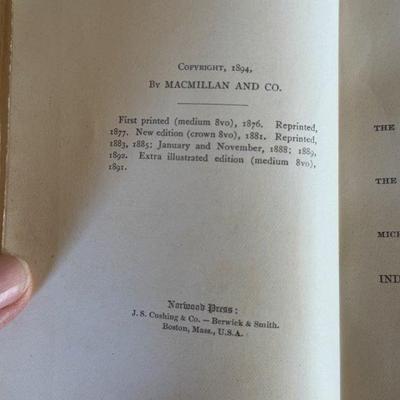 Copyright, 1894,
By MACMILLAN AND CO.
First printed (medium 8vo), 1876. Reprinted,
1877. New edition (crown 8vo), 1881. Reprinted,
1883, 1885; January and November, 1888; 1889,
1892. Extra illustrated edition (medium 8vo),
1891.
Norwood Press:
J. S. Cushing & Co. — Berwick & Smith.
Boston, Mass., U.S.A.
THE
THE
MICH
IND